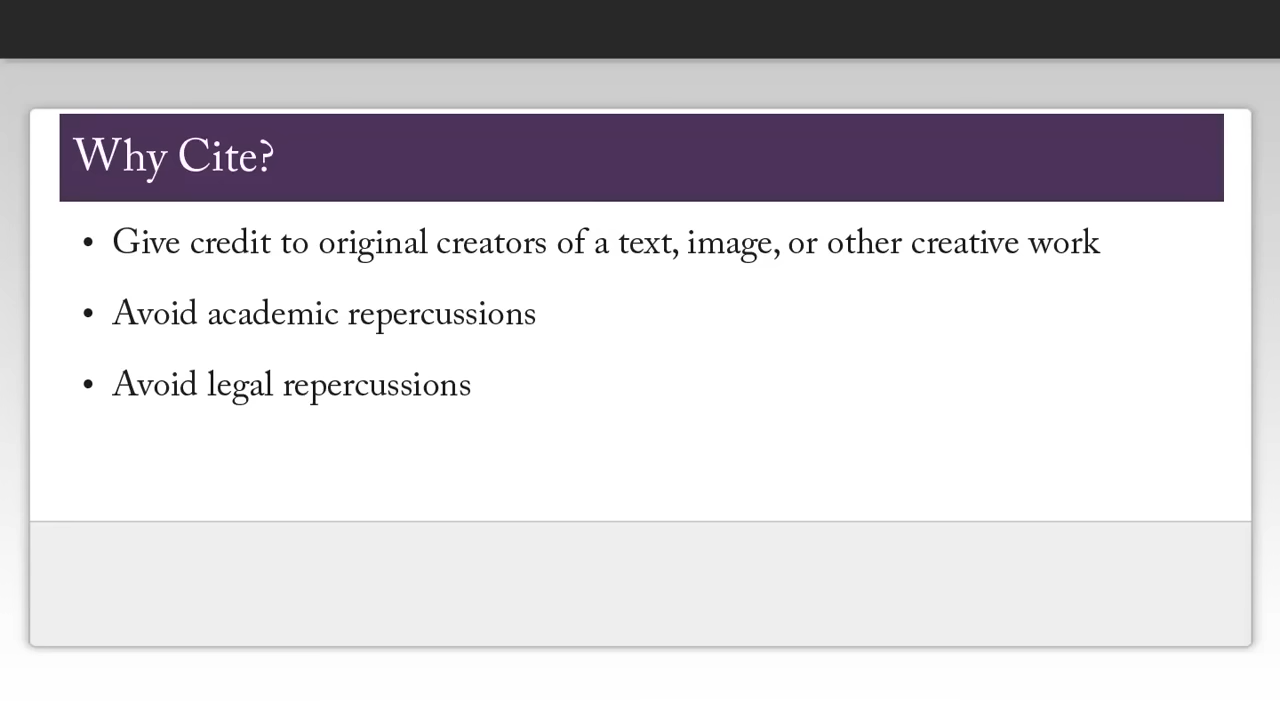 Why Cite?
• Give credit to original creators of a text, image, or other creative work
• Avoid academic repercussions
• Avoid legal repercussions